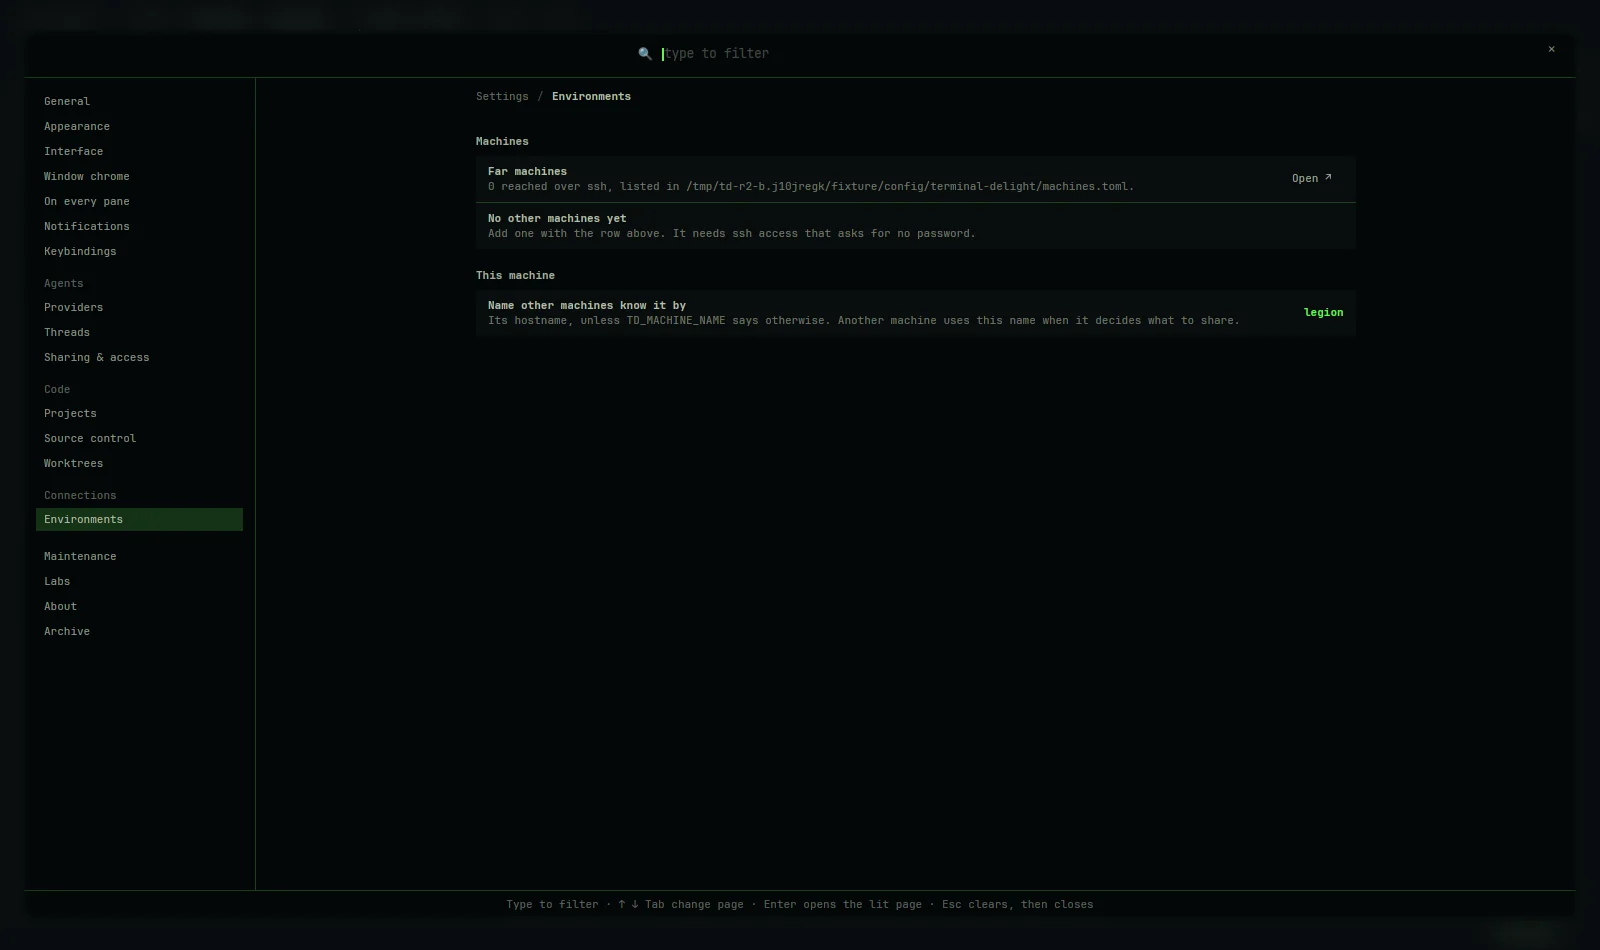 type to filter
×
General
Appearance
Interface
Window chrome
On every pane
Notifications
Keybindings
Agents
Providers
Threads
Sharing & access
Code
Projects
Source control
Worktrees
Connections
Environments
Maintenance
Labs
About
Archive
Settings / Environments
Machines
Far machines
0 reached over ssh, listed in /tmp/td-r2-b.j10jregk/fixture/config/terminal-delight/machines.toml.
Open ↗
No other machines yet
Add one with the row above. It needs ssh access that asks for no password.
This machine
Name other machines know it by
Its hostname, unless TD_MACHINE_NAME says otherwise. Another machine uses this name when it decides what to share.
legion
Type to filter · ↑ ↓ Tab change page · Enter opens the lit page · Esc clears, then closes